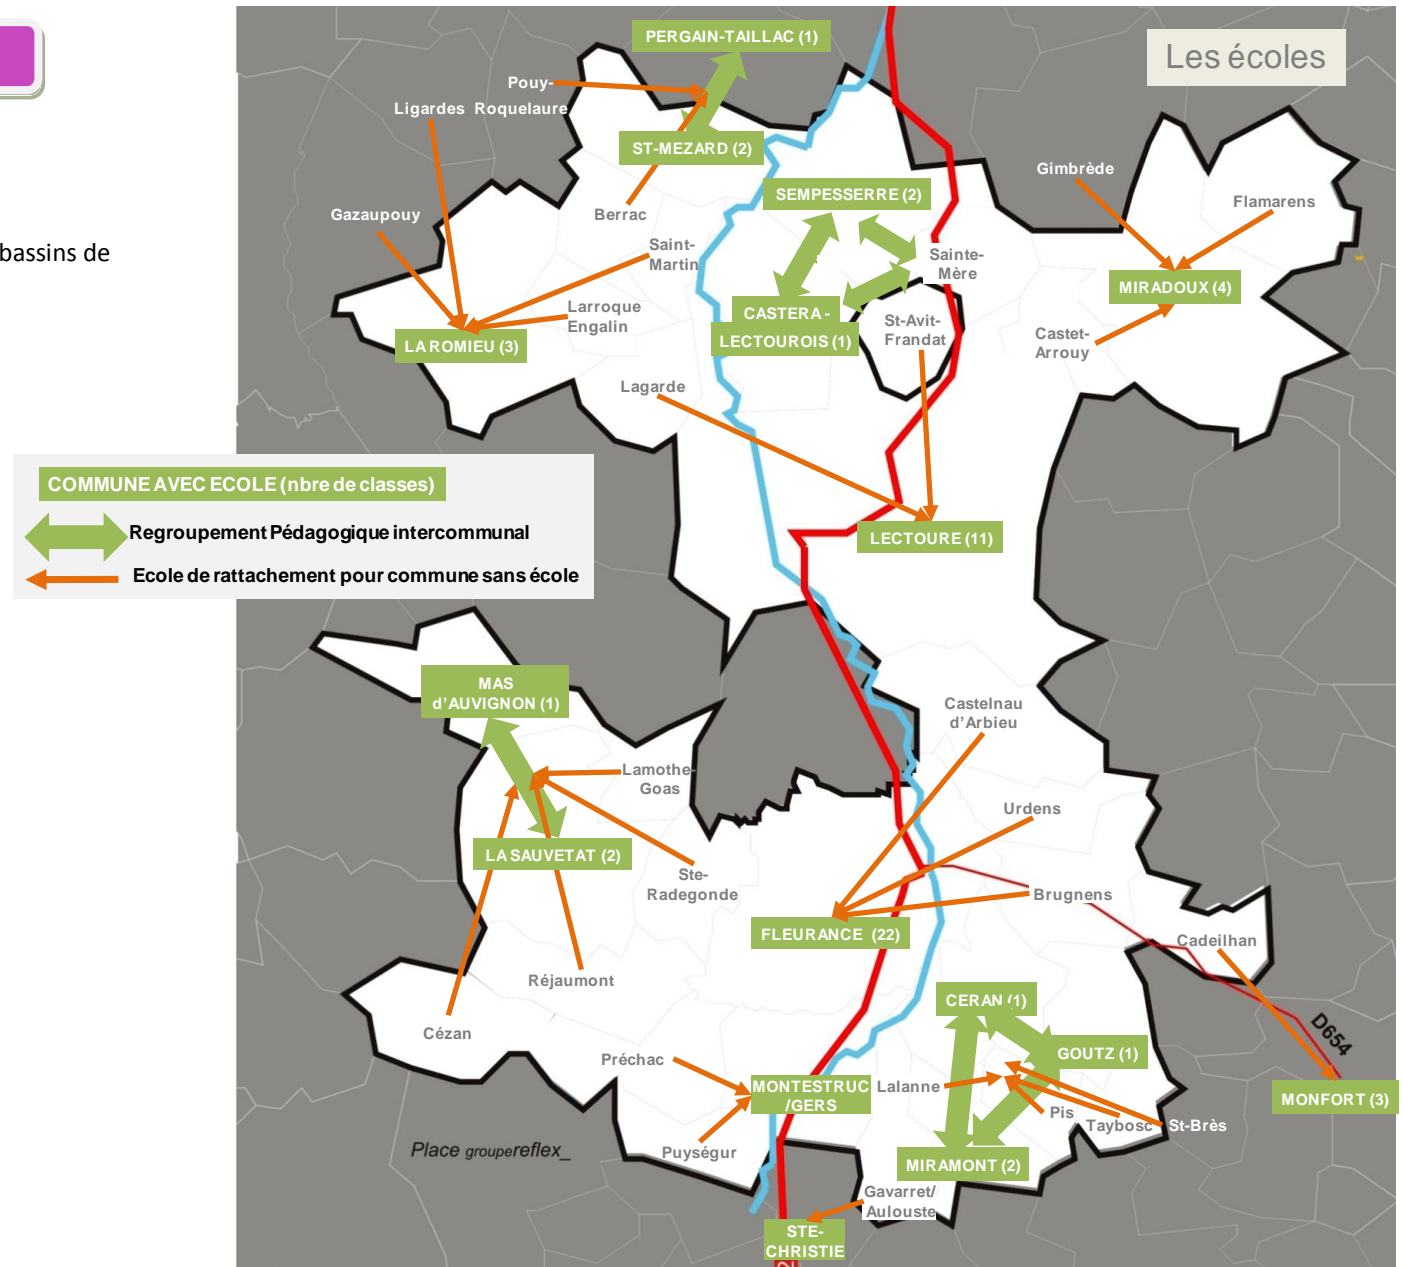 Les écoles
PERGAIN-TAILLAC (1)
Pouy-
Ligardes Roquelaure
ST-MEZARD (2)
Gimbrède
SEMPESSERRE (2)
Flamarens
Gazaupouy
Berrac
bassins de
Saint-
Martin
Sainte-
Mère
MIRADOUX (4)
Larroque
Engalin
CASTERA -
LECTOUROIS (1)
St-Avit-
Frandat
Castet-
Arrouy
LA ROMIEU (3)
Lagarde
COMMUNE AVEC ECOLE (nbre de classes)
Regroupement Pédagogique intercommunal
Ecole de rattachement pour commune sans école
LECTOURE (11)
MAS
d'AUVIGNON (1)
Castelnau
d'Arbieu
Lamothe-
Goas
Urdens
LA SAUVETAT (2)
Ste-
Radegonde
Brugnens
FLEURANCE (22)
Cadeilhan
Réjaumont
CERAN (1)
Cézan
D654
GOUTZ (1)
Préchac
MONTESTRUC
/GERS
Lalanne
MONFORT (3)
Pis
Taybosc
St-Brès
Place groupereflex_
Puységur
MIRAMONT (2)
Gavarret/
Aulouste
STE-
CHRISTIE